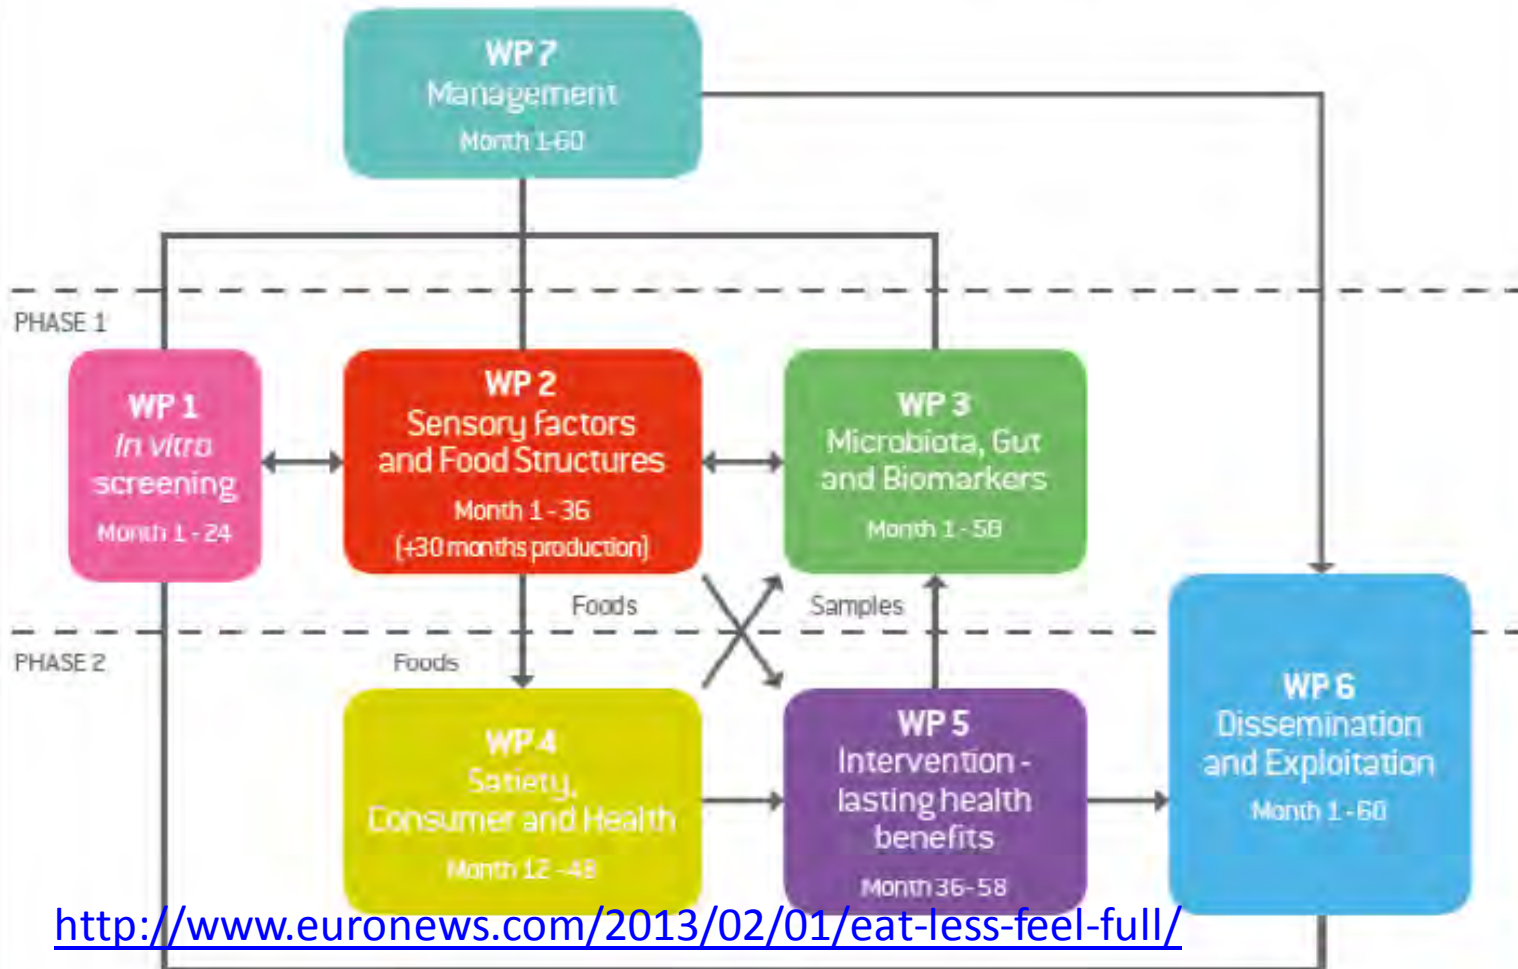 WP 7
Management
Month 1-60
PHASE 1
WP 1
In vitro
screening
Month 1 - 24
WP 2
Sensory factors
and Food Structures
Month 1 - 36
(+30 months production)
WP 3
Microbiota, Gut
and Biomarkers
Month 1 - 58
Foods
Samples
PHASE 2
Foods
WP 4
Satiety,
Consumer and Health
Month 12 - 48
WP 5
Intervention -
lasting health
benefits
Month 36 - 58
WP 6
Dissemination
and Exploitation
Month 1 - 60
http://www.euronews.com/2013/02/01/eat-less-feel-full/